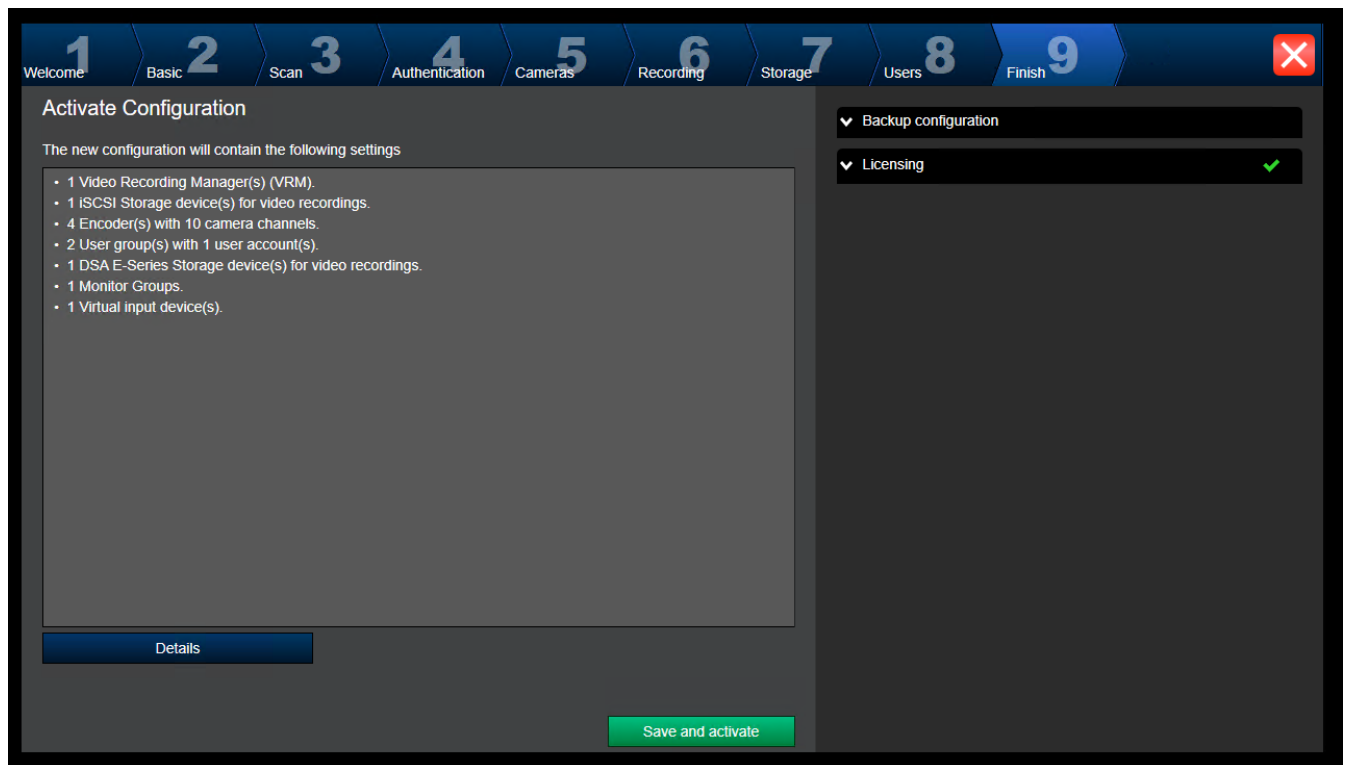 1 2 3 4 5 6 7 8 9
Welcome Basic Scan Authentication Cameras Recording Storage Users Finish
Activate Configuration
Backup configuration
The new configuration will contain the following settings
Licensing
• 1 Video Recording Manager(s) (VRM).
• 1 iSCSI Storage device(s) for video recordings.
• 4 Encoder(s) with 10 camera channels.
• 2 User group(s) with 1 user account(s).
• 1 DSA E-Series Storage device(s) for video recordings.
• 1 Monitor Groups.
• 1 Virtual input device(s).
Details
Save and activate